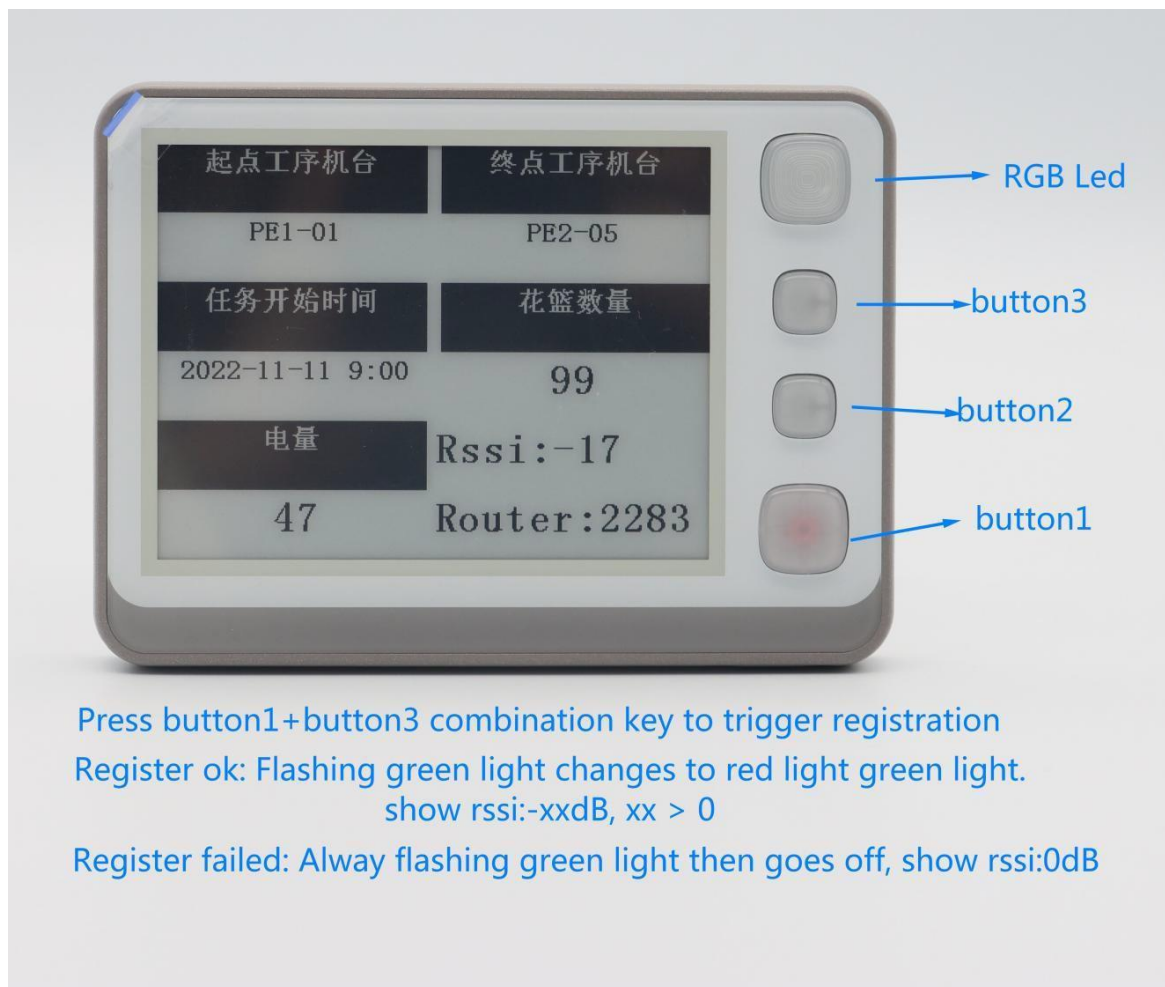 起点工序机台
终点工序机台
RGB Led
PE1-01
PE2-05
任务开始时间
花篮数量
button3
2022-11-11 9:00
99
button2
电量
Rssi:-17
47
Router:2283
button1
Press button1+button3 combination key to trigger registration
Register ok: Flashing green light changes to red light green light.
show rssi:-xxdB, xx > 0
Register failed: Alway flashing green light then goes off, show rssi:0dB